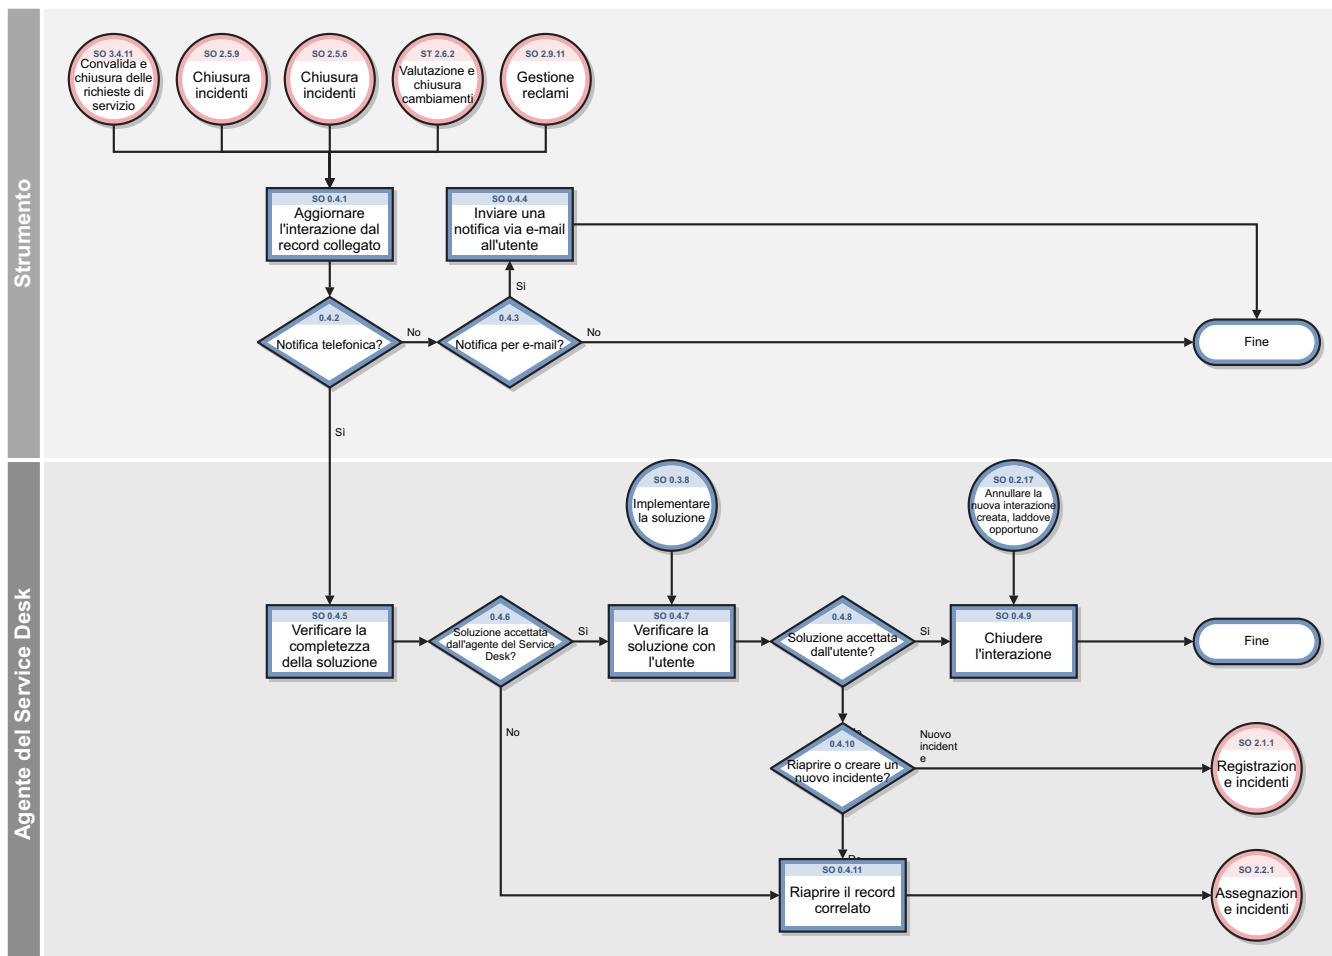 Strumento
SO 3.4.11
Convalida e
chiusura delle
richieste di
servizio
SO 2.5.9
Chiusura
incidenti
SO 2.5.6
Chiusura
incidenti
ST 2.6.2
Valutazione e
chiusura
cambiamenti
SO 2.9.11
Gestione
reclami
SO 0.4.1
Aggiornare
l'interazione dal
record collegato
SO 0.4.4
Inviare una
notifica via e-mail
all'utente
Sì
0.4.2
Notifica telefonica?
No
0.4.3
Notifica per e-mail?
No
Fine
Sì
Agente del Service Desk
SO 0.3.8
Implementare
la soluzione
SO 0.2.17
Annullare la
nuova interazione
creata, laddove
opportuno
SO 0.4.5
Verificare la
completezza
della soluzione
0.4.6
Soluzione accettata
dall'agente del Service
Desk?
Sì
SO 0.4.7
Verificare la
soluzione con
l'utente
0.4.8
Soluzione accettata
dall'utente?
Sì
SO 0.4.9
Chiudere
l'interazione
Fine
No
0.4.10
Riaprire o creare un
nuovo incidente?
Nuovo
incident
e
SO 2.1.1
Registrazion
e incidenti
SO 0.4.11
Riaprire il record
correlato
SO 2.2.1
Assegnazion
e incidenti